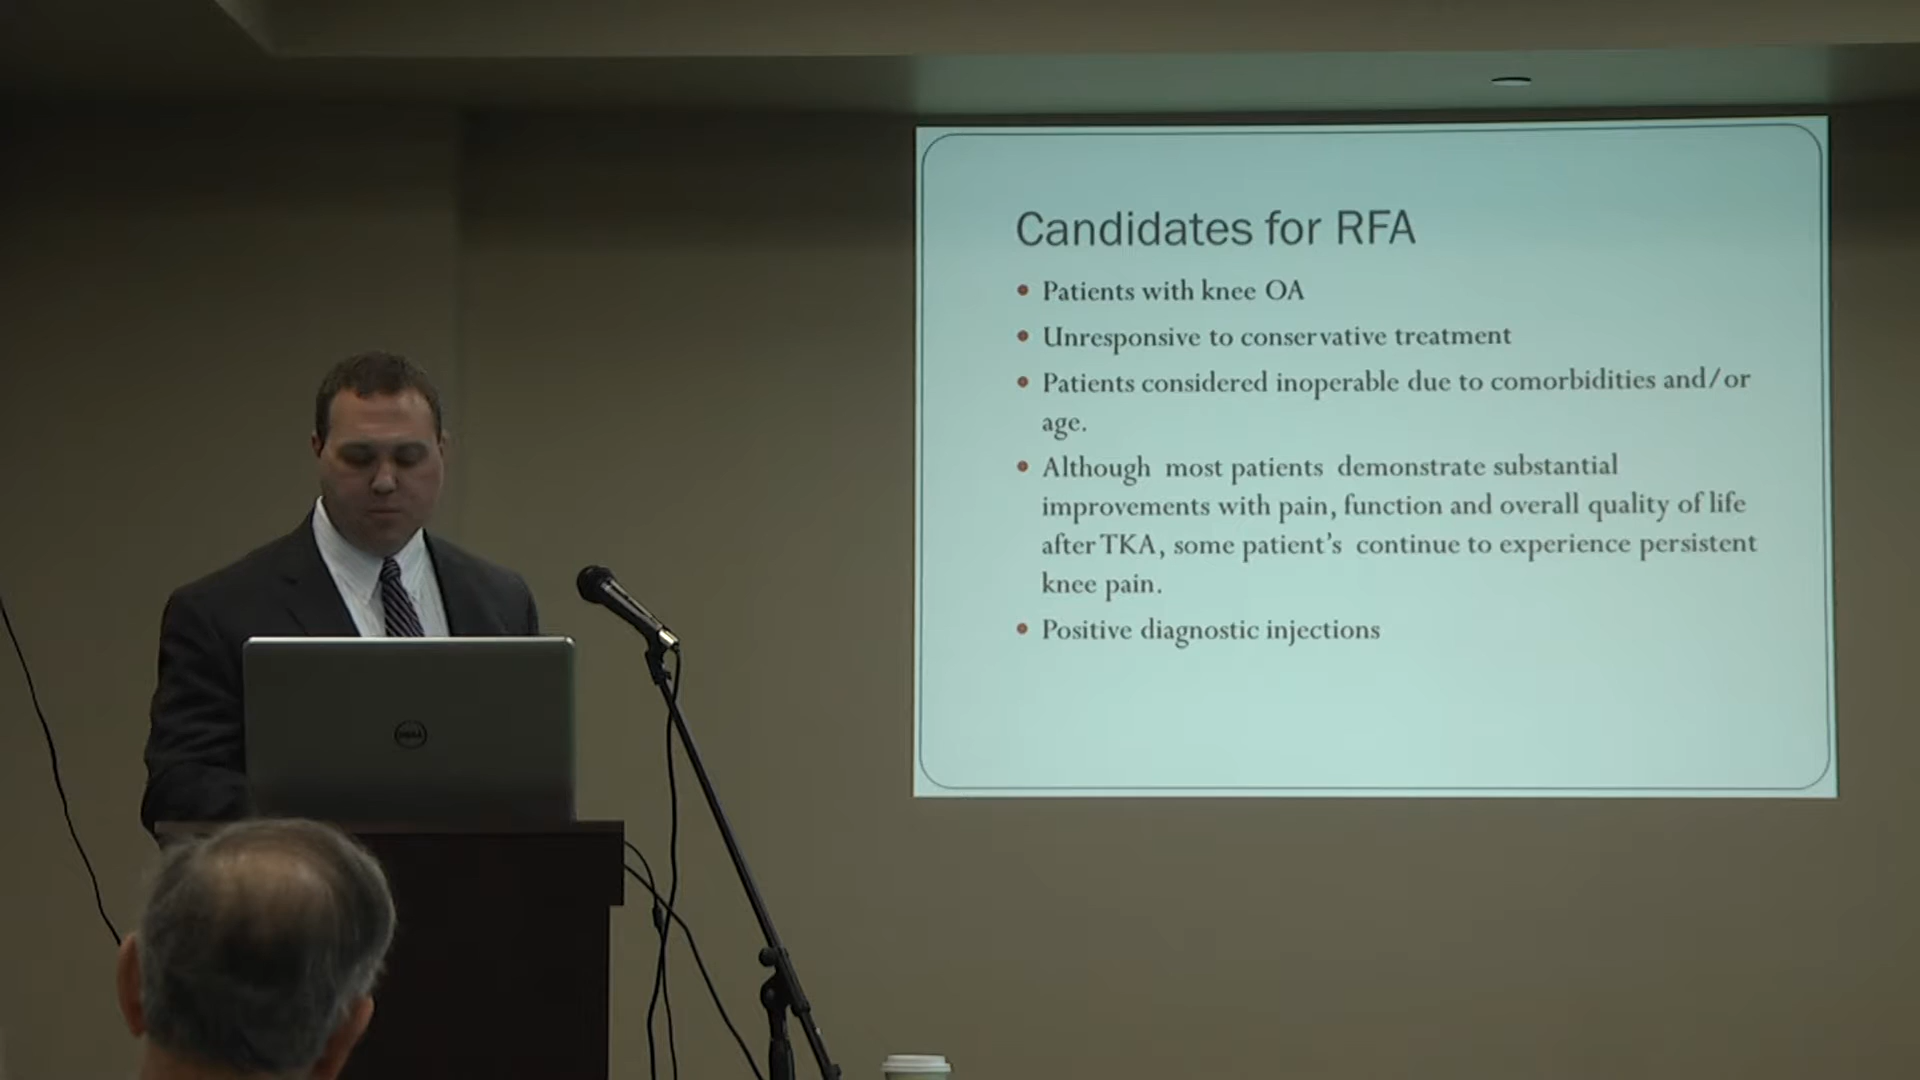 Candidates for RFA
Patients with knee OA
Unresponsive to conservative treatment
Patients considered inoperable due to comorbidities and/or
age.
Although most patients demonstrate substantial
improvements with pain, function and overall quality of life
after TKA, some patient's continue to experience persistent
knee pain.
Positive diagnostic injections
DELL